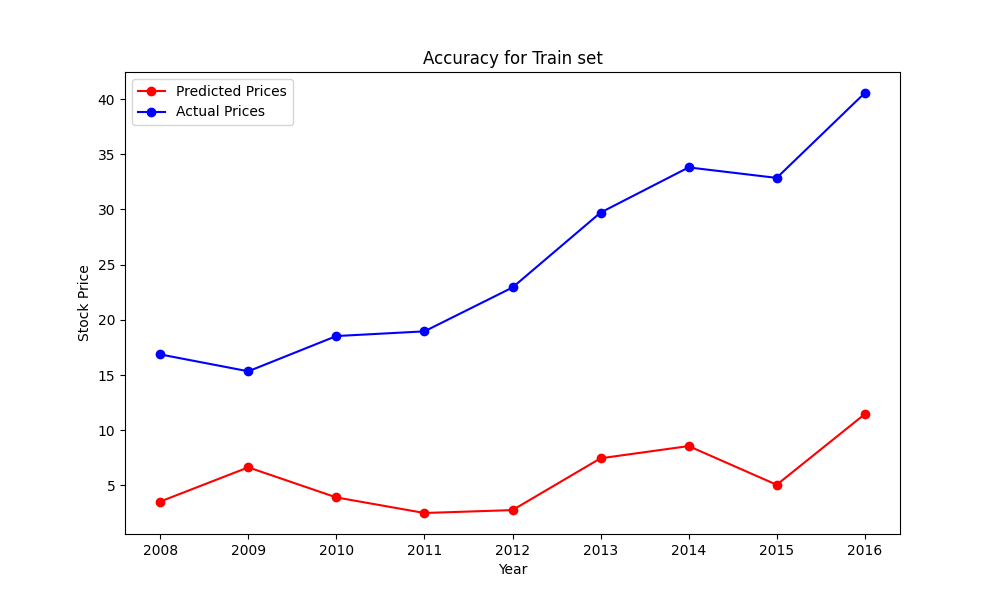 Accuracy for Train set
Predicted Prices
Actual Prices
40
35
30
25
20
15
10
5
Stock Price
2008 2009 2010 2011 2012 2013 2014 2015 2016
Year